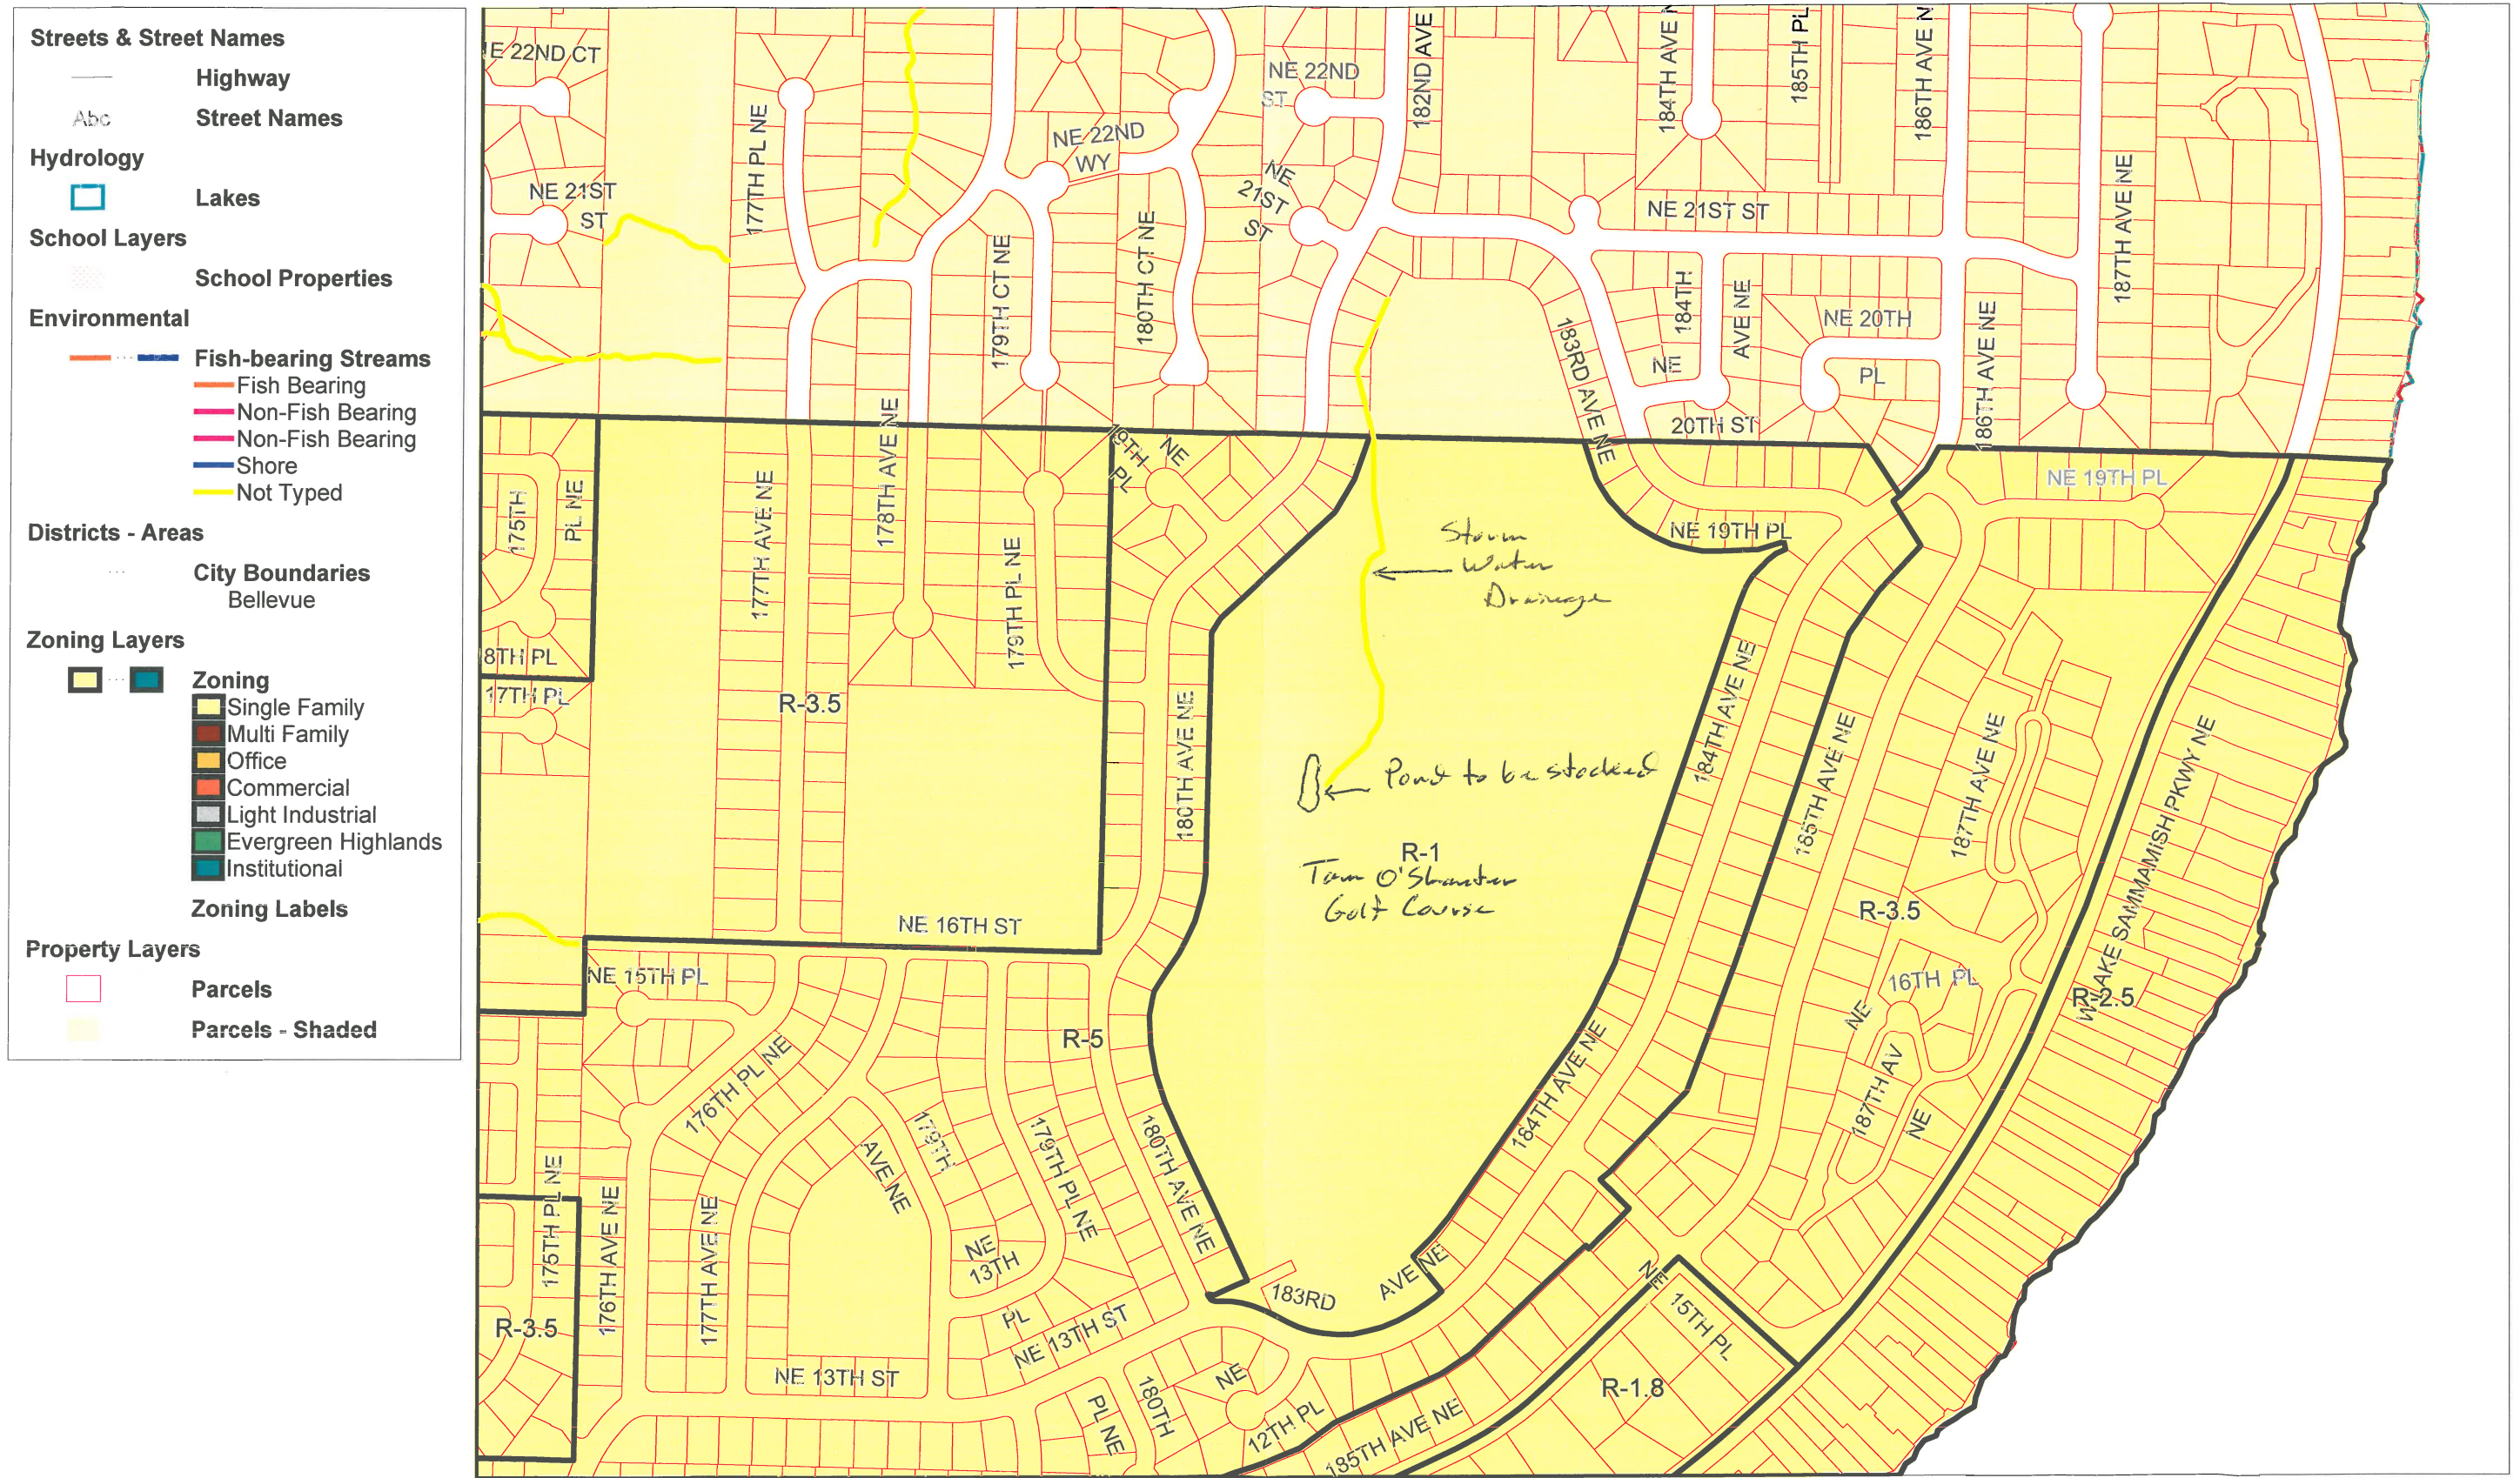 Streets & Street Names
Highway
Abc
Street Names
Hydrology
Lakes
School Layers
School Properties
Environmental
Fish-bearing Streams
Fish Bearing
Non-Fish Bearing
Non-Fish Bearing
Shore
Not Typed
Districts - Areas
City Boundaries
Bellevue
Zoning Layers
Zoning
Single Family
Multi Family
Office
Commercial
Light Industrial
Evergreen Highlands
Institutional
Zoning Labels
Property Layers
Parcels
Parcels - Shaded
E 22ND CT
NE 21ST
ST
177TH PL NE
NE 22ND
WY
179TH CT NE
180TH CT NE
NE 22ND
ST
NE
21ST
ST
182ND AVE
184TH AVE N
185TH PL
186TH AVE N
187TH AVE NE
NE 21ST ST
184TH
AVE NE
NE
20TH ST
NE 20TH
PL
183RD AVE NE
186TH AVE NE
175TH
PL NE
8TH PL
17TH PL
177TH AVE NE
178TH AVE NE
179TH PL NE
19TH
NE
PL
R-3.5
180TH AVE NE
NE 19TH PL
NE 19TH PL
Storm
Water
Drainage
Pond to be stocked
R-1
Tam O'Shanter
Golf Course
184TH AVE NE
185TH AVE NE
187TH AVE NE
W LAKE SAMMAMISH PKWY NE
R-3.5
R-2.5
NE 16TH ST
NE 15TH PL
R-5
176TH PL NE
179TH
AVE NE
179TH PL NE
180TH AVE NE
184TH AVE NE
16TH PL
NE
187TH AV
NE
175TH PL NE
176TH AVE NE
177TH AVE NE
NE
13TH
PL
NE 13TH ST
NE 13TH ST
183RD
AVE NE
NE
15TH PL
R-3.5
R-1.8
180TH
PL NE
NE
12TH PL
185TH AVE NE